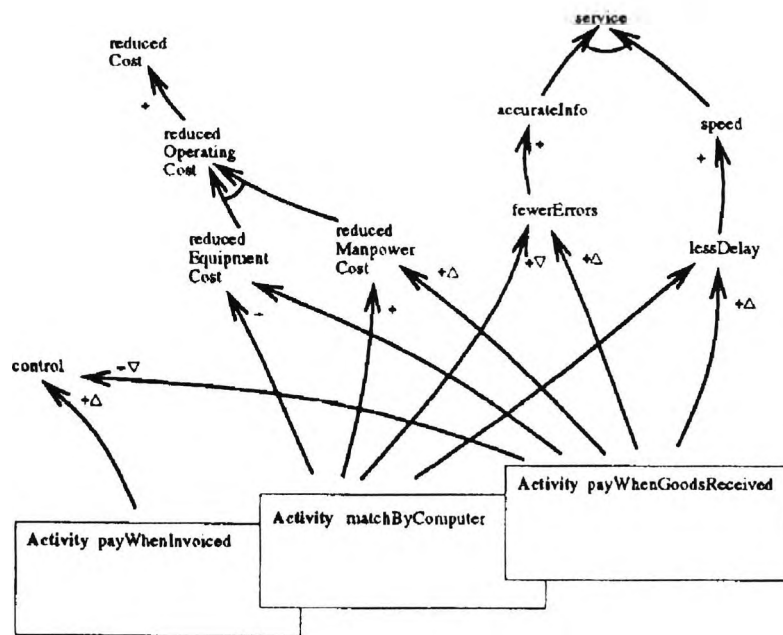 service
reduced
Cost
+
accurateInfo
speed
reduced
Operating
Cost
+
+
fewerErrors
reduced
Equipment
Cost
reduced
Manpower
Cost
lessDelay
+△
+▽
+△
+△
-
+
control
-▽
+△
Activity payWhenGoodsReceived
Activity matchByComputer
Activity payWhenInvoiced